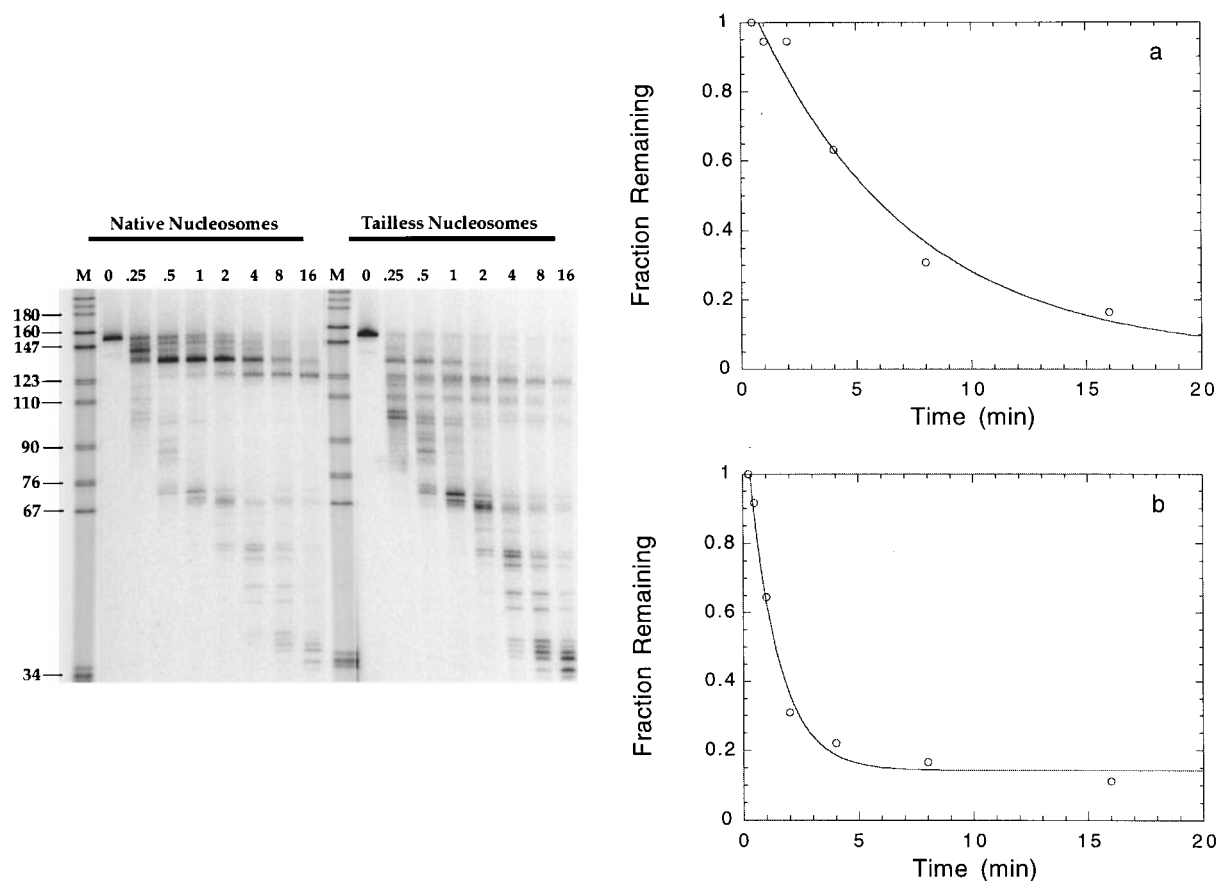 Native Nucleosomes Tailless Nucleosomes
M 0 .25 .5 1 2 4 8 16 M 0 .25 .5 1 2 4 8 16
180
160
147
123
110
90
76
67
34
a
1
0.8
0.6
0.4
0.2
0
0 5 10 15 20
Fraction Remaining
Time (min)
b
1
0.8
0.6
0.4
0.2
0
0 5 10 15 20
Fraction Remaining
Time (min)